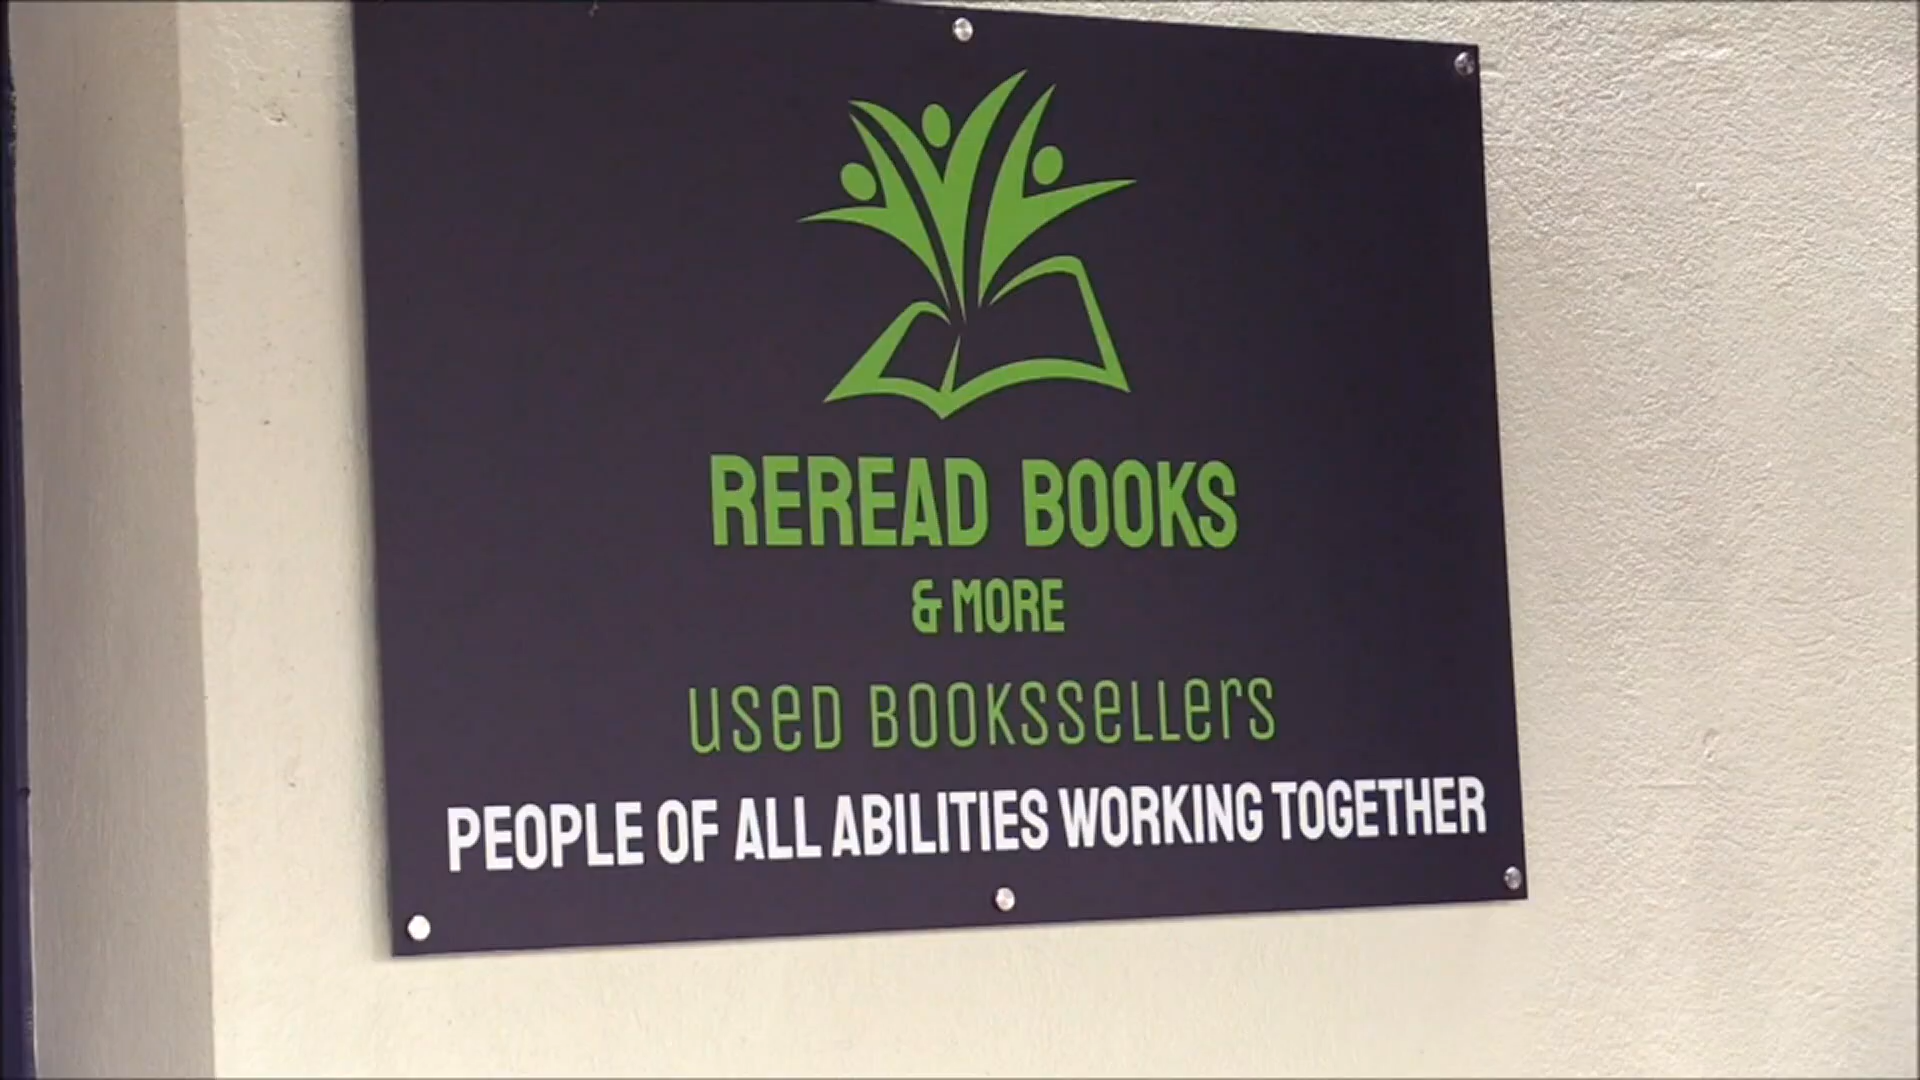 REREAD BOOKS
& MORE
USED BOOKSSELLERS
PEOPLE OF ALL ABILITIES WORKING TOGETHER